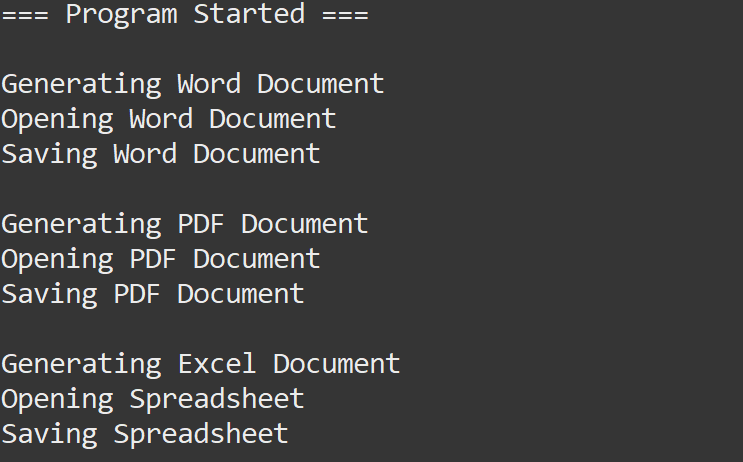 === Program Started ===
Generating Word Document
Opening Word Document
Saving Word Document
Generating PDF Document
Opening PDF Document
Saving PDF Document
Generating Excel Document
Opening Spreadsheet
Saving Spreadsheet